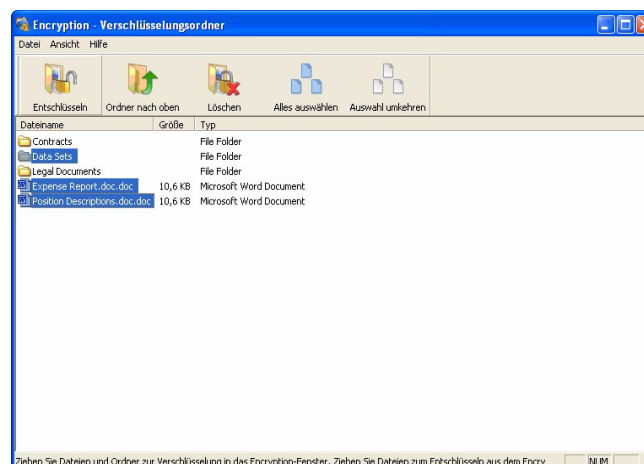 Encryption - Verschlüsselungsordner
Datei Ansicht Hilfe
Entschlüsseln Ordner nach oben Löschen Alles auswählen Auswahl umkehren
Dateiname Größe Typ
Contracts File Folder
Data Sets File Folder
Legal Documents File Folder
Expense Report.doc.doc 10,6 KB Microsoft Word Document
Position Descriptions.doc.doc 10,6 KB Microsoft Word Document
Ziehen Sie Dateien und Ordner zur Verschlüsselung in das Encryption-Fenster. Ziehen Sie Dateien zum Entschlüsseln aus dem Encry NUM